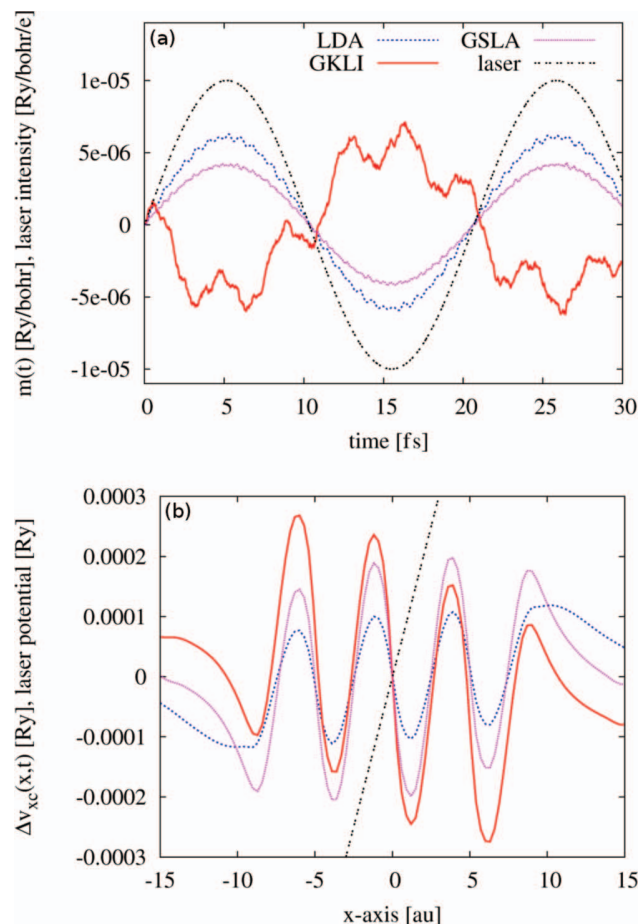 (a)
LDA GSLA
GKLI laser
1e-05
5e-06
0
-5e-06
-1e-05
m(t) [Ry/bohr], laser intensity [Ry/bohr/e]
0 5 10 15 20 25 30
time [fs]
(b)
0.0003
0.0002
0.0001
0
-0.0001
-0.0002
-0.0003
Δvxc(x,t) [Ry], laser potential [Ry]
-15 -10 -5 0 5 10 15
x-axis [au]